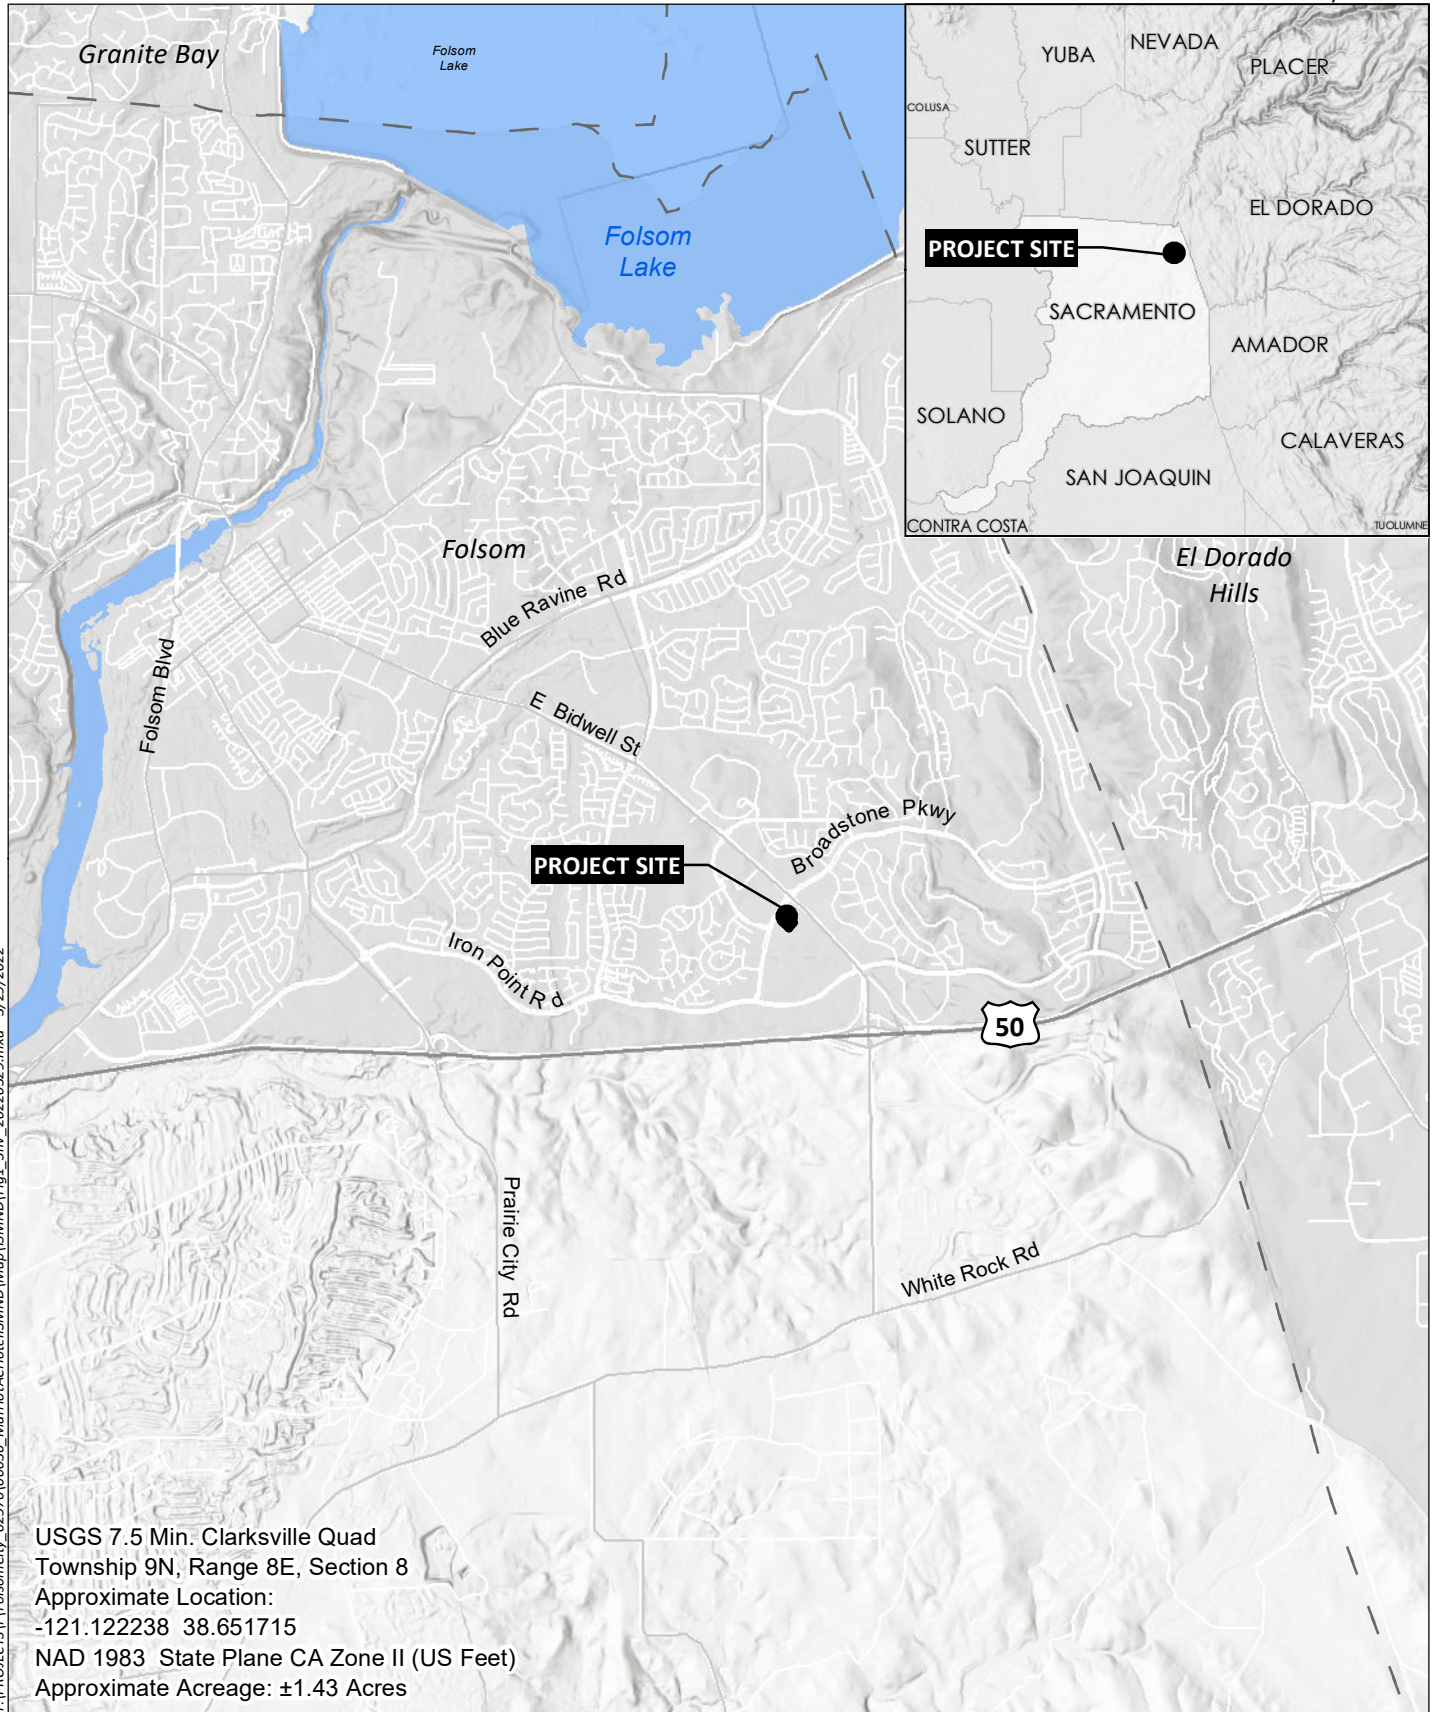 Granite Bay
Folsom
Lake
Folsom
Lake
YUBA
NEVADA
PLACER
COLUSA
SUTTER
EL DORADO
PROJECT SITE
SACRAMENTO
AMADOR
SOLANO
CALAVERAS
SAN JOAQUIN
CONTRA COSTA
TUOLUMNE
El Dorado
Hills
Folsom
Blue Ravine Rd
Folsom Blvd
E Bidwell St
Broadstone Pkwy
PROJECT SITE
Iron Point R d
50
Prairie City Rd
White Rock Rd
USGS 7.5 Min. Clarksville Quad
Township 9N, Range 8E, Section 8
Approximate Location:
-121.122238 38.651715
NAD 1983 State Plane CA Zone II (US Feet)
Approximate Acreage: ±1.43 Acres